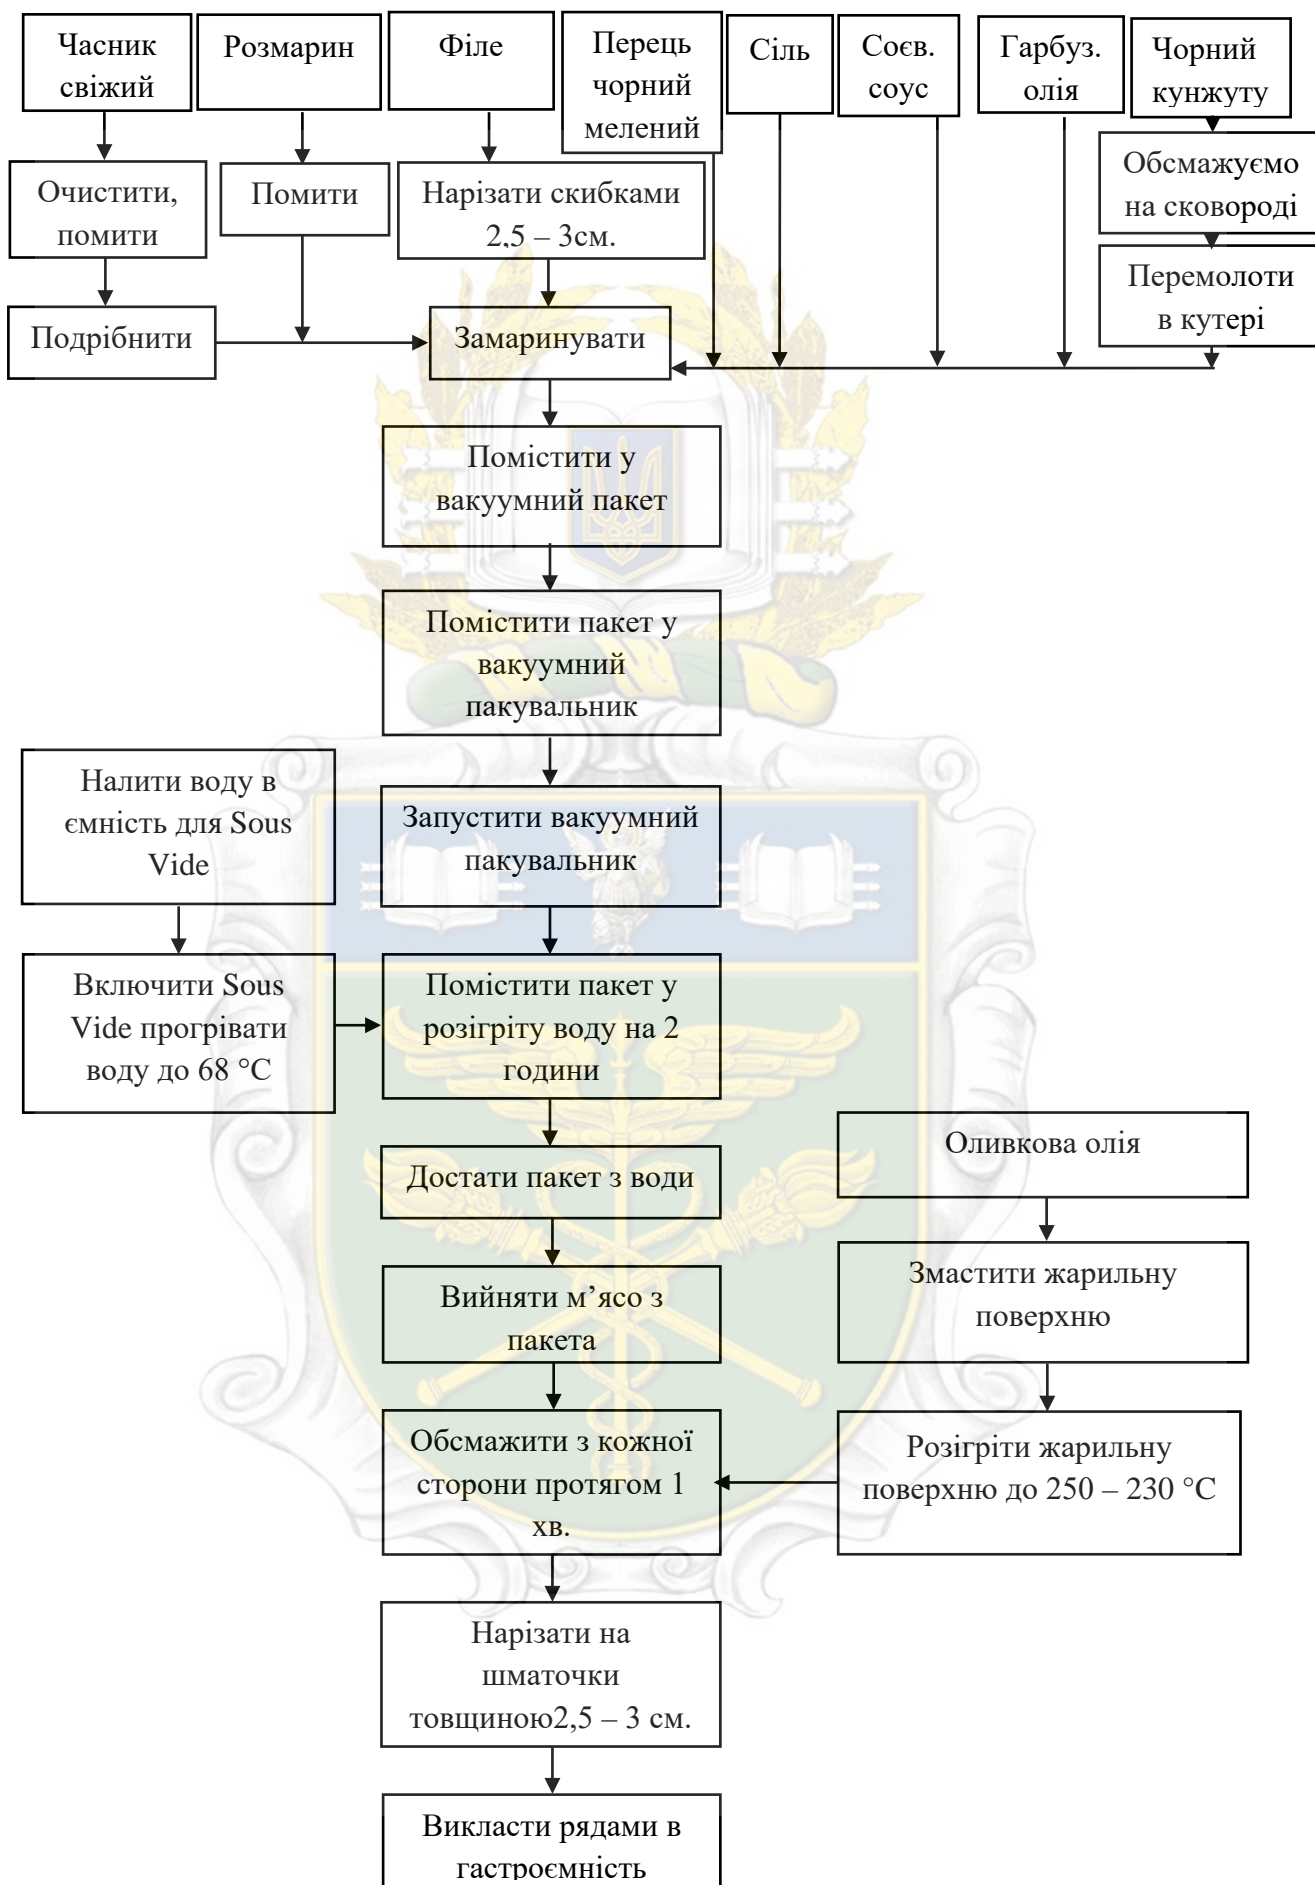 Часник
свіжий
Розмарин
Філе
Перець
чорний
мелений
Сіль
Соєв.
соус
Гарбуз.
олія
Чорний
кунжуту
Очистити,
помити
Помити
Нарізати скибками
2,5 – 3см.
Обсмажуємо
на сковороді
Перемолоти
в кутері
Подрібнити
Замаринувати
Помістити у
вакуумний пакет
Помістити пакет у
вакуумний
пакувальник
Налити воду в
ємність для Sous
Vide
Запустити вакуумний
пакувальник
Включити Sous
Vide прогрівати
воду до 68 °С
Помістити пакет у
розігріту воду на 2
години
Достати пакет з води
Оливкова олія
Вийняти м’ясо з
пакета
Змастити жарильну
поверхню
Обсмажити з кожної
сторони протягом 1
хв.
Розігріти жарильну
поверхню до 250 – 230 °С
Нарізати на
шматочки
товщиною2,5 – 3 см.
Викласти рядами в
гастроємність